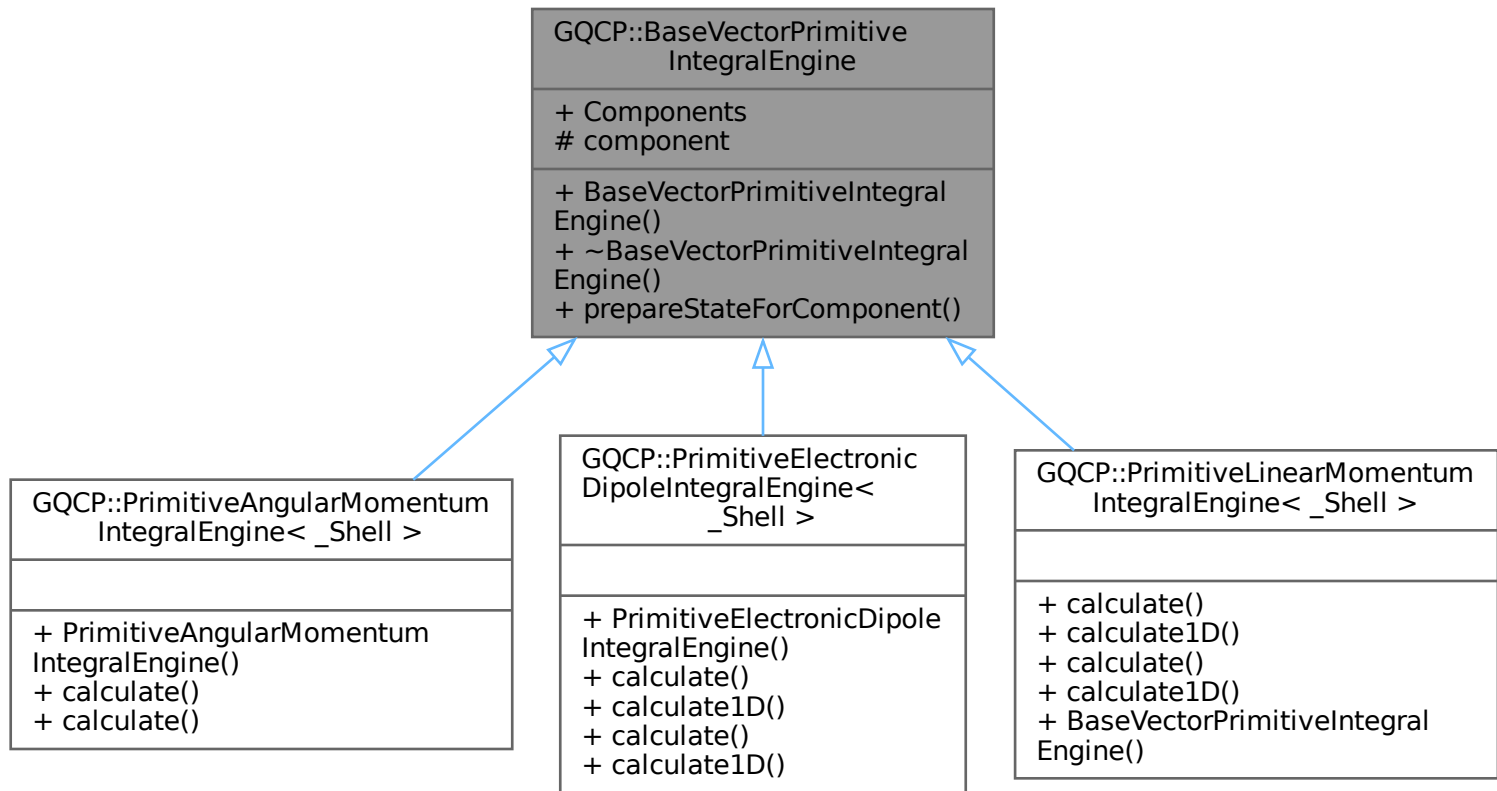 GQCP::BaseVectorPrimitive
IntegralEngine
+ Components
# component
+ BaseVectorPrimitiveIntegral
Engine()
+ ~BaseVectorPrimitiveIntegral
Engine()
+ prepareStateForComponent()
GQCP::PrimitiveAngularMomentum
IntegralEngine< _Shell >
+ PrimitiveAngularMomentum
IntegralEngine()
+ calculate()
+ calculate()
GQCP::PrimitiveElectronic
DipoleIntegralEngine<
_Shell >
+ PrimitiveElectronicDipole
IntegralEngine()
+ calculate()
+ calculate1D()
+ calculate()
+ calculate1D()
GQCP::PrimitiveLinearMomentum
IntegralEngine< _Shell >
+ calculate()
+ calculate1D()
+ calculate()
+ calculate1D()
+ BaseVectorPrimitiveIntegral
Engine()